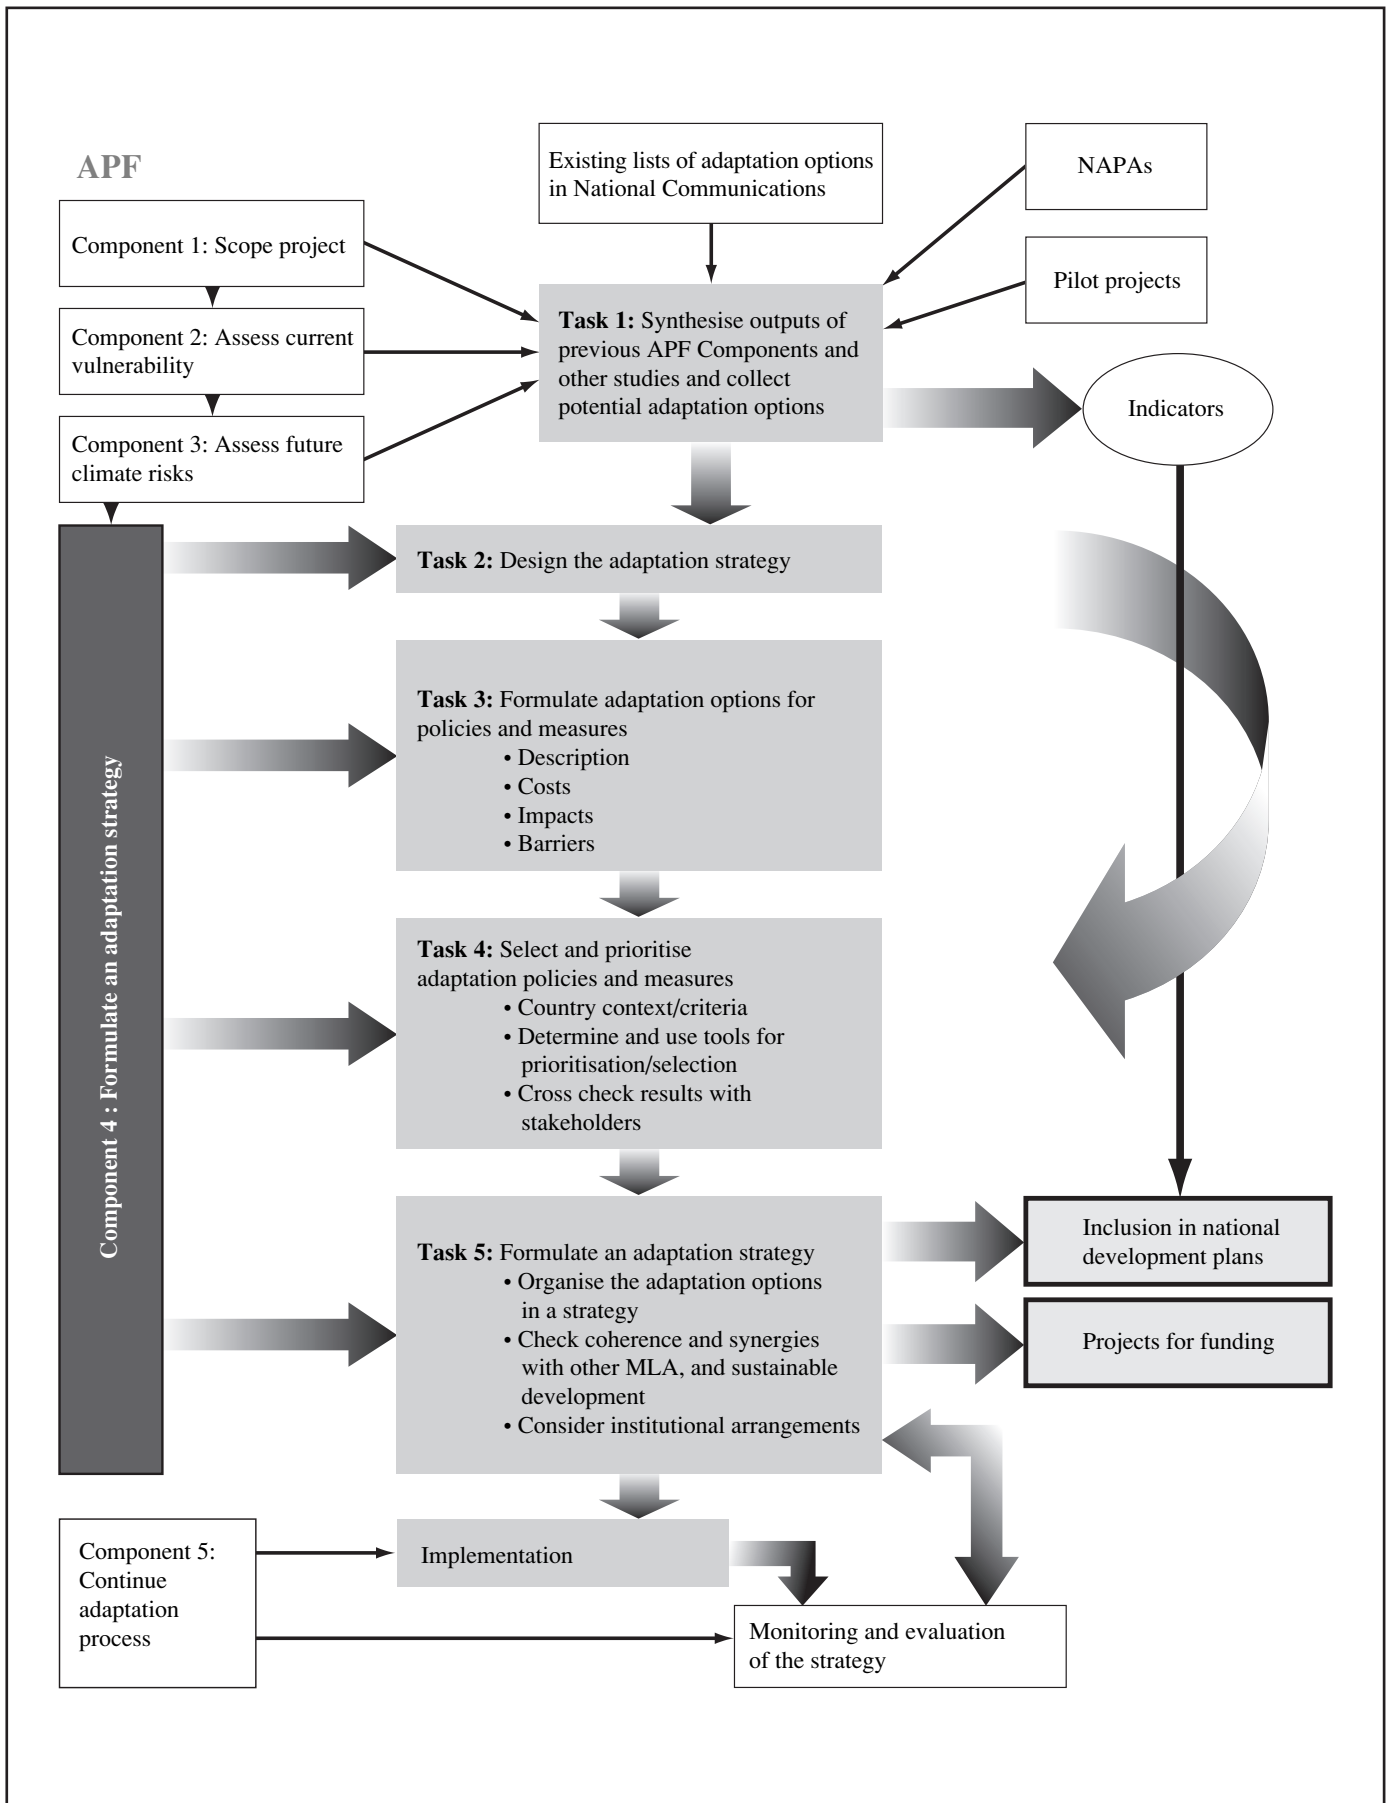 APF
Existing lists of adaptation options
in National Communications
NAPAs
Component 1: Scope project
Pilot projects
Component 2: Assess current
vulnerability
Task 1: Synthesise outputs of
previous APF Components and
other studies and collect
potential adaptation options
Indicators
Component 3: Assess future
climate risks
Component 4 : Formulate an adaptation strategy
Task 2: Design the adaptation strategy
Task 3: Formulate adaptation options for
policies and measures
• Description
• Costs
• Impacts
• Barriers
Task 4: Select and prioritise
adaptation policies and measures
• Country context/criteria
• Determine and use tools for
prioritisation/selection
• Cross check results with
stakeholders
Task 5: Formulate an adaptation strategy
• Organise the adaptation options
in a strategy
• Check coherence and synergies
with other MLA, and sustainable
development
• Consider institutional arrangements
Inclusion in national
development plans
Projects for funding
Component 5:
Continue
adaptation
process
Implementation
Monitoring and evaluation
of the strategy